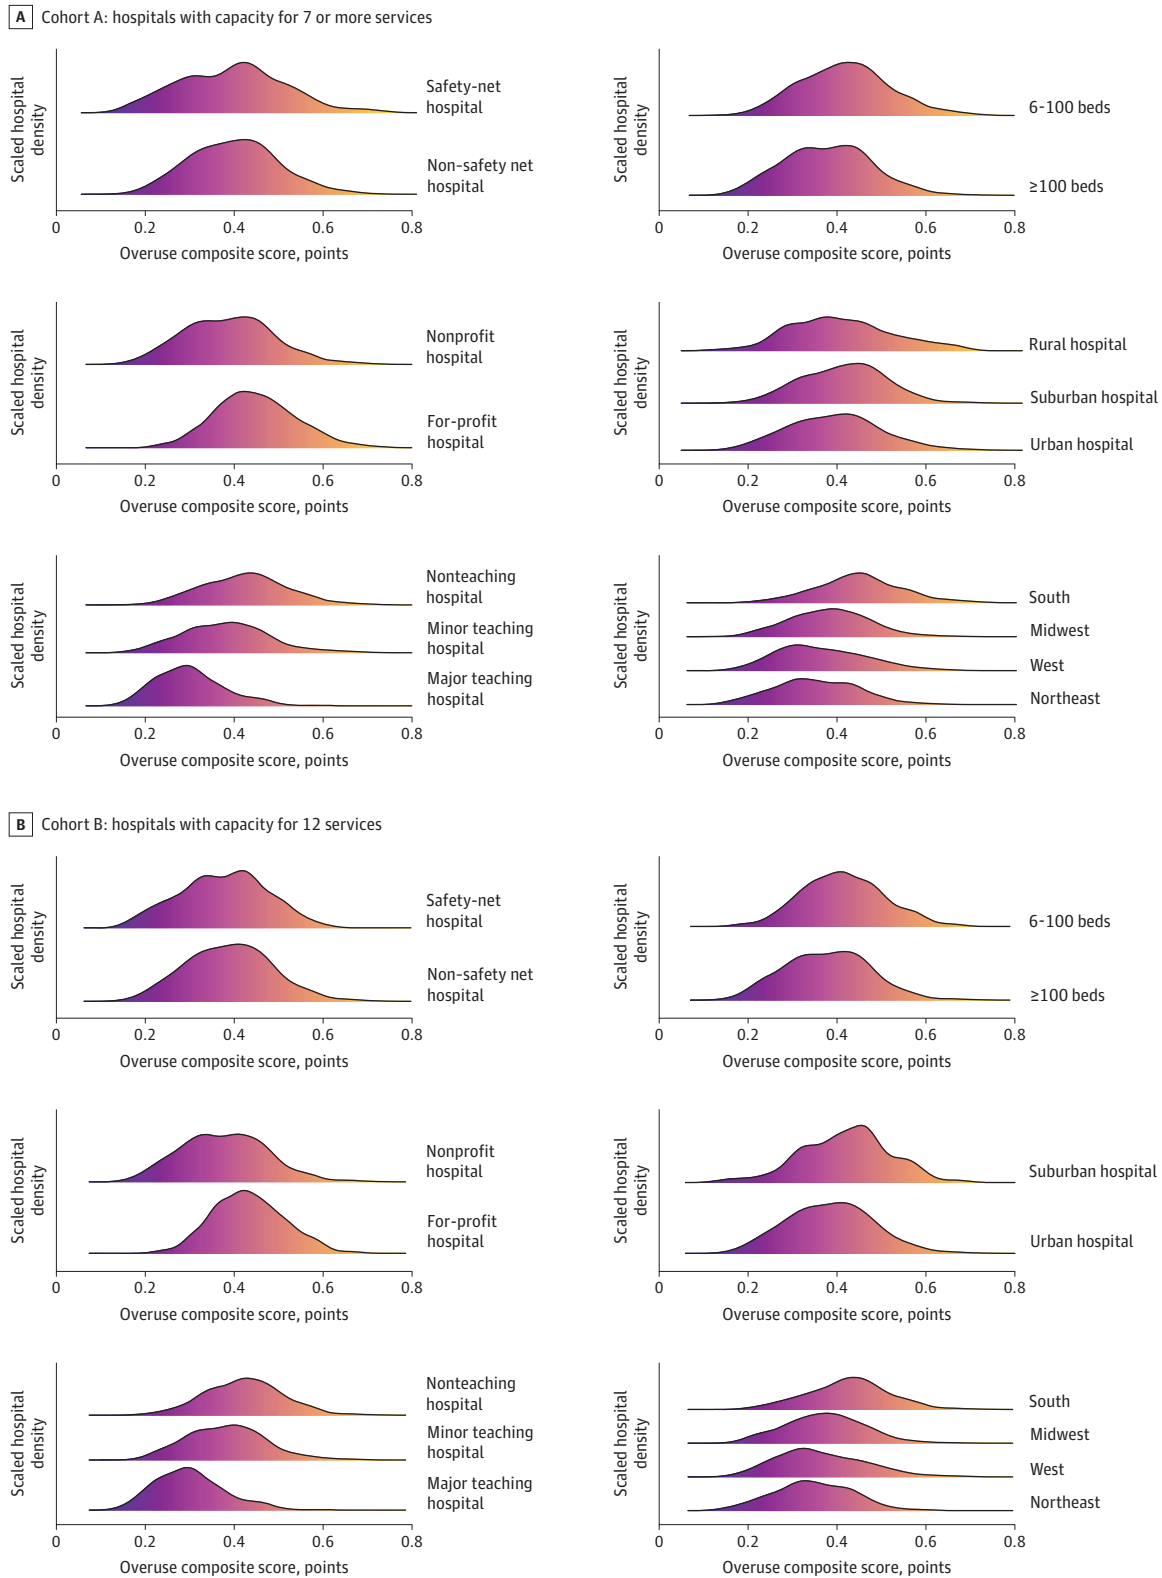 A Cohort A: hospitals with capacity for 7 or more services
Scaled hospital
density
Safety-net
hospital
Non-safety net
hospital
0 0.2 0.4 0.6 0.8
Overuse composite score, points
Scaled hospital
density
6-100 beds
≥100 beds
0 0.2 0.4 0.6 0.8
Overuse composite score, points
Scaled hospital
density
Nonprofit
hospital
For-profit
hospital
0 0.2 0.4 0.6 0.8
Overuse composite score, points
Scaled hospital
density
Rural hospital
Suburban hospital
Urban hospital
0 0.2 0.4 0.6 0.8
Overuse composite score, points
Scaled hospital
density
Nonteaching
hospital
Minor teaching
hospital
Major teaching
hospital
0 0.2 0.4 0.6 0.8
Overuse composite score, points
Scaled hospital
density
South
Midwest
West
Northeast
0 0.2 0.4 0.6 0.8
Overuse composite score, points
B Cohort B: hospitals with capacity for 12 services
Scaled hospital
density
Safety-net
hospital
Non-safety net
hospital
0 0.2 0.4 0.6 0.8
Overuse composite score, points
Scaled hospital
density
6-100 beds
≥100 beds
0 0.2 0.4 0.6 0.8
Overuse composite score, points
Scaled hospital
density
Nonprofit
hospital
For-profit
hospital
0 0.2 0.4 0.6 0.8
Overuse composite score, points
Scaled hospital
density
Suburban hospital
Urban hospital
0 0.2 0.4 0.6 0.8
Overuse composite score, points
Scaled hospital
density
Nonteaching
hospital
Minor teaching
hospital
Major teaching
hospital
0 0.2 0.4 0.6 0.8
Overuse composite score, points
Scaled hospital
density
South
Midwest
West
Northeast
0 0.2 0.4 0.6 0.8
Overuse composite score, points